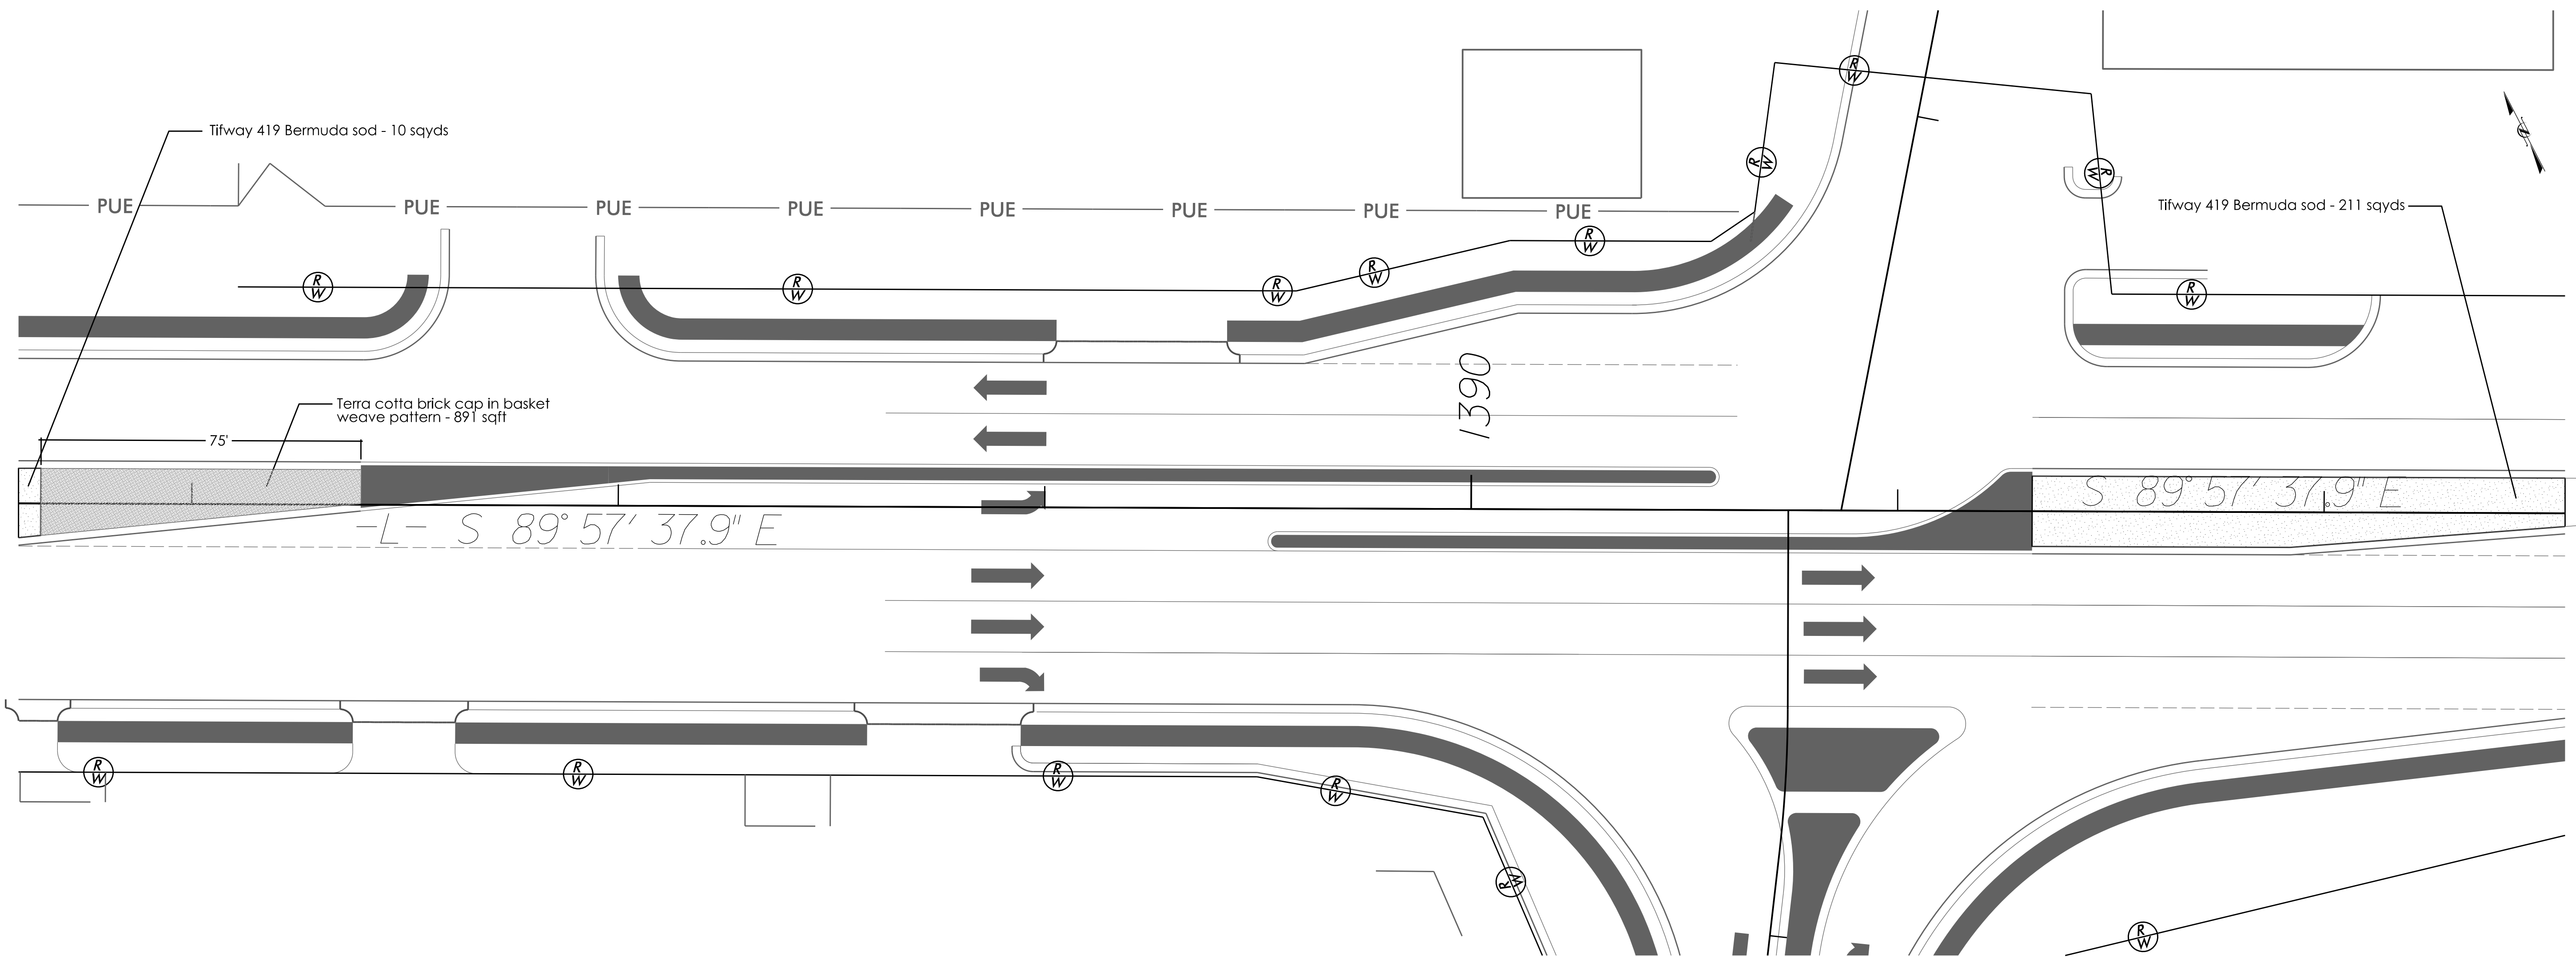 Tifway 419 Bermuda sod - 10 sqyds
R
W
R
W
Tifway 419 Bermuda sod - 211 sqyds
PUE PUE PUE PUE PUE PUE PUE PUE
R
W
R
W
R
W
R
W
R
W
R
W
R
W
1390
Terra cotta brick cap in basket
weave pattern - 891 sqft
75'
S 89° 57' 37.9" E
-L- S 89° 57' 37.9" E
R
W
R
W
R
W
R
W
R
W
R
W